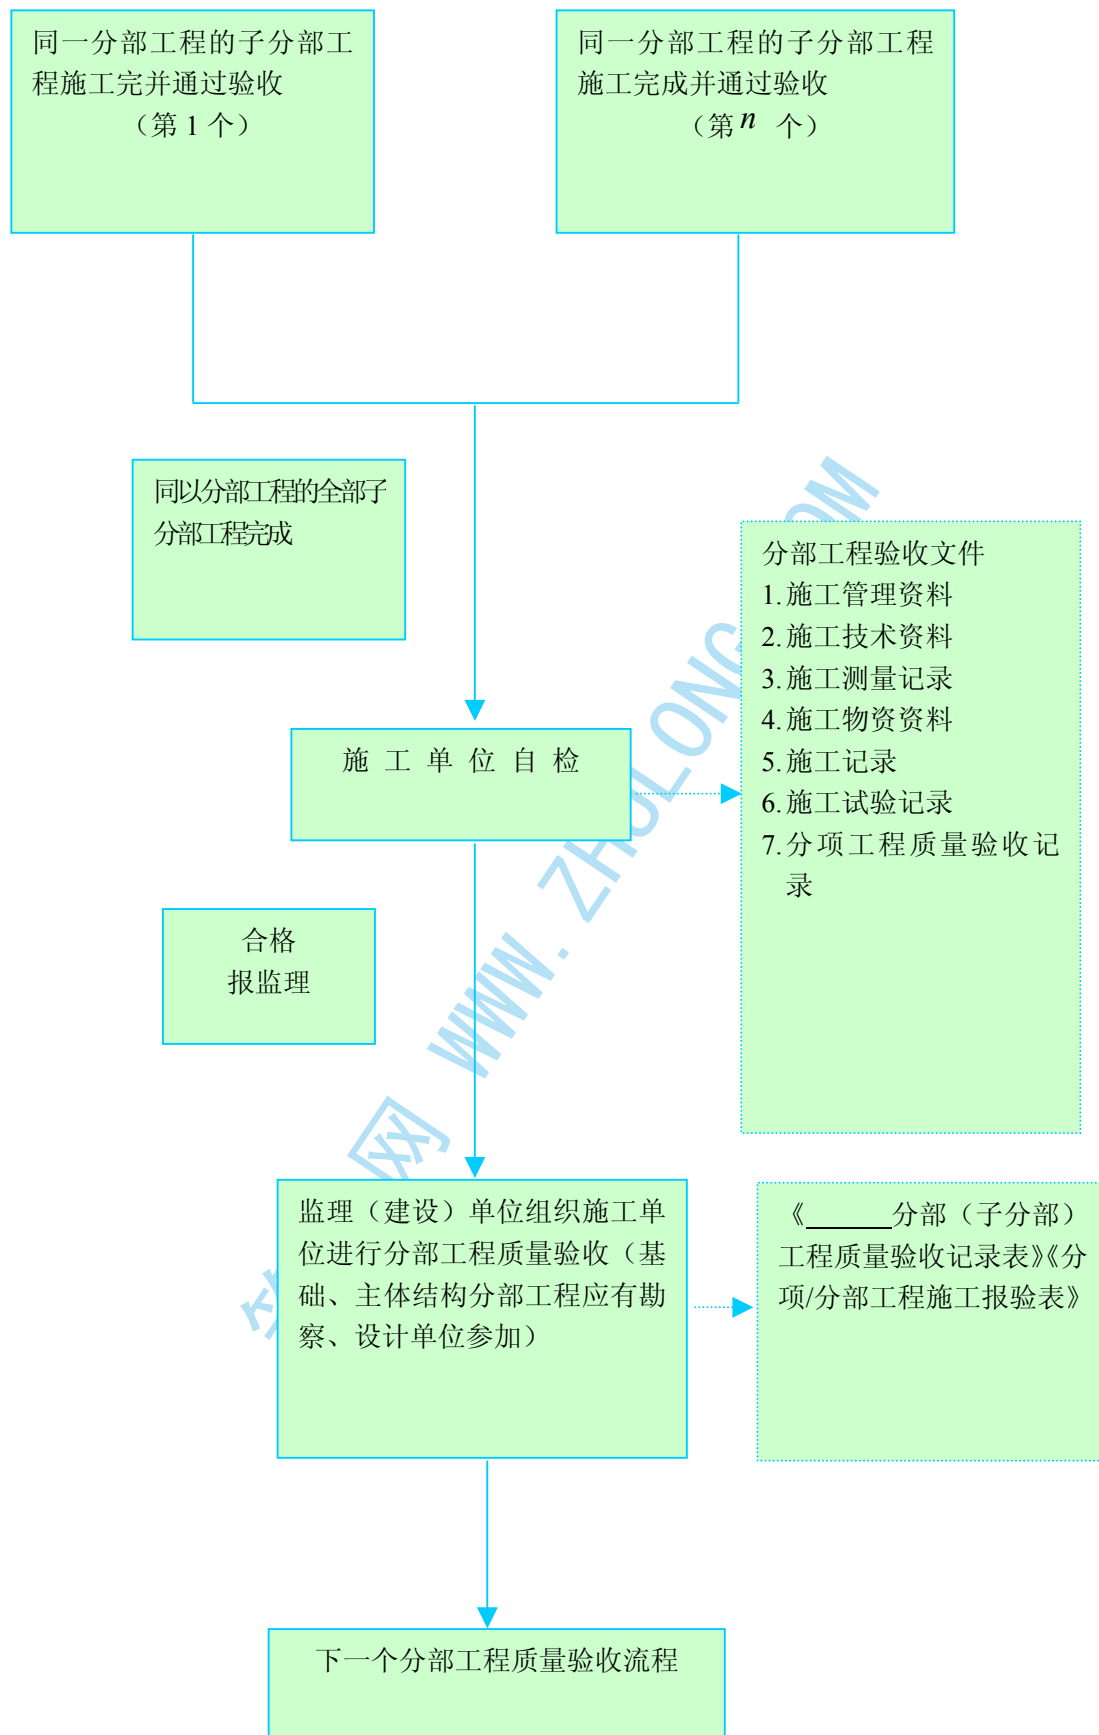 同一分部工程的子分部工
程施工完并通过验收
（第 1 个）
同一分部工程的子分部工程
施工完成并通过验收
（第 n 个）
同以分部工程的全部子
分部工程完成
分部工程验收文件
1.施工管理资料
2.施工技术资料
3.施工测量记录
4.施工物资资料
5.施工记录
6.施工试验记录
7.分项工程质量验收记
录
施 工 单 位 自 检
合格
报监理
监理（建设）单位组织施工单
位进行分部工程质量验收（基
础、主体结构分部工程应有勘
察、设计单位参加）
《______分部（子分部）
工程质量验收记录表》《分
项/分部工程施工报验表》
下一个分部工程质量验收流程
网 WWW. ZHULONG
OM